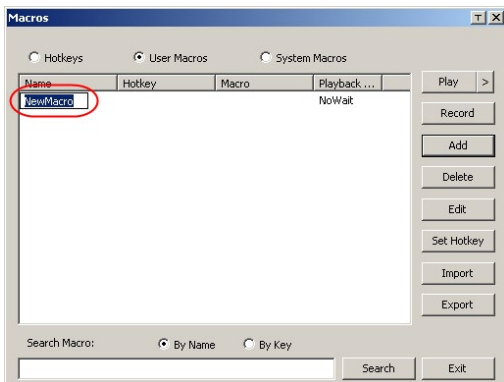 Macros
Hotkeys User Macros System Macros
Name Hotkey Macro Playback ...
NewMacro NoWait
Play >
Record
Add
Delete
Edit
Set Hotkey
Import
Export
Search Macro: By Name By Key
Search Exit